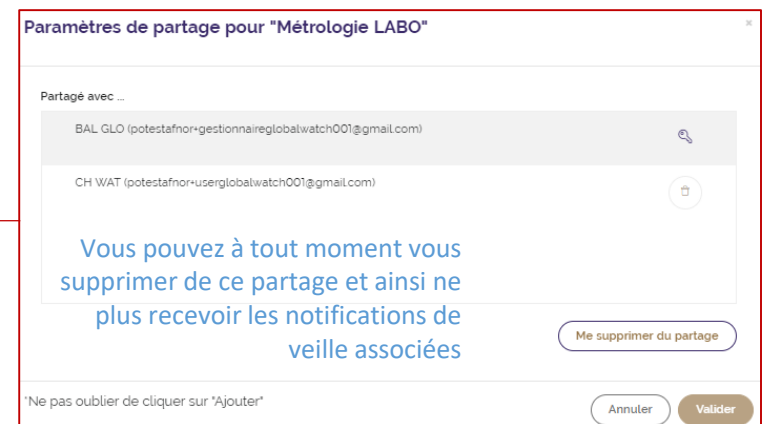 Paramètres de partage pour "Métrologie LABO"
×
Partagé avec ...
BAL GLO (potestafnor+gestionnaireglobalwatch001@gmail.com)
CH WAT (potestafnor+userglobalwatch001@gmail.com)
Vous pouvez à tout moment vous
supprimer de ce partage et ainsi ne
plus recevoir les notifications de
veille associées
Me supprimer du partage
*Ne pas oublier de cliquer sur "Ajouter"
Annuler
Valider